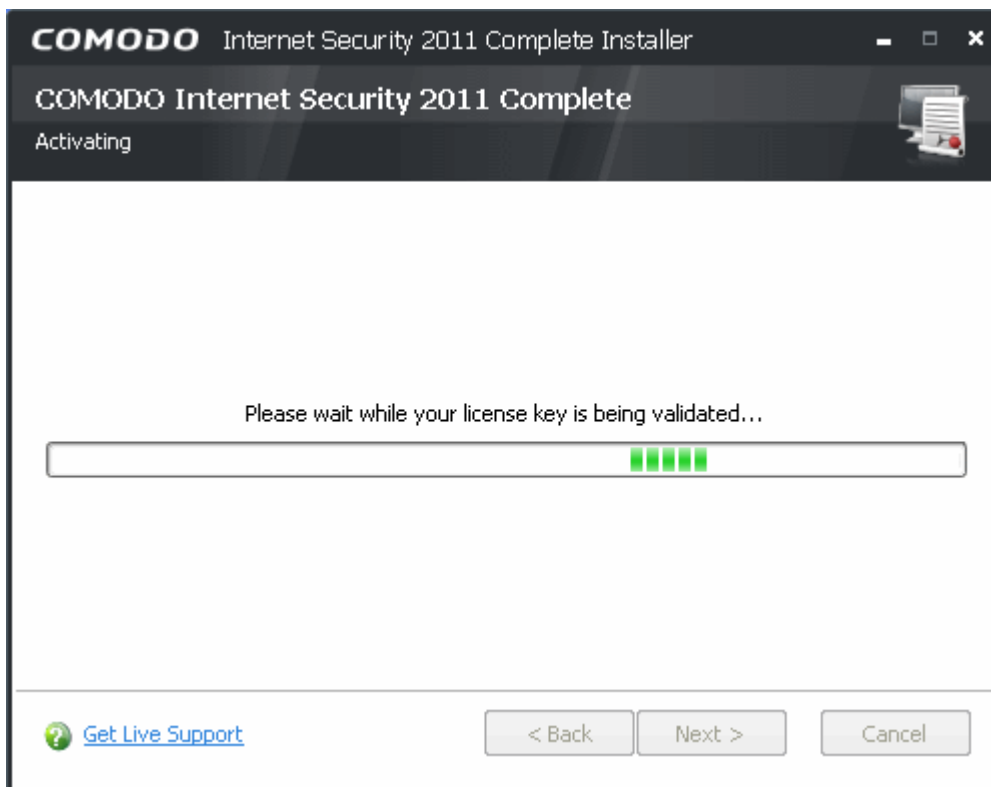 COMODO Internet Security 2011 Complete Installer
COMODO Internet Security 2011 Complete
Activating
Please wait while your license key is being validated...
Get Live Support
< Back
Next >
Cancel